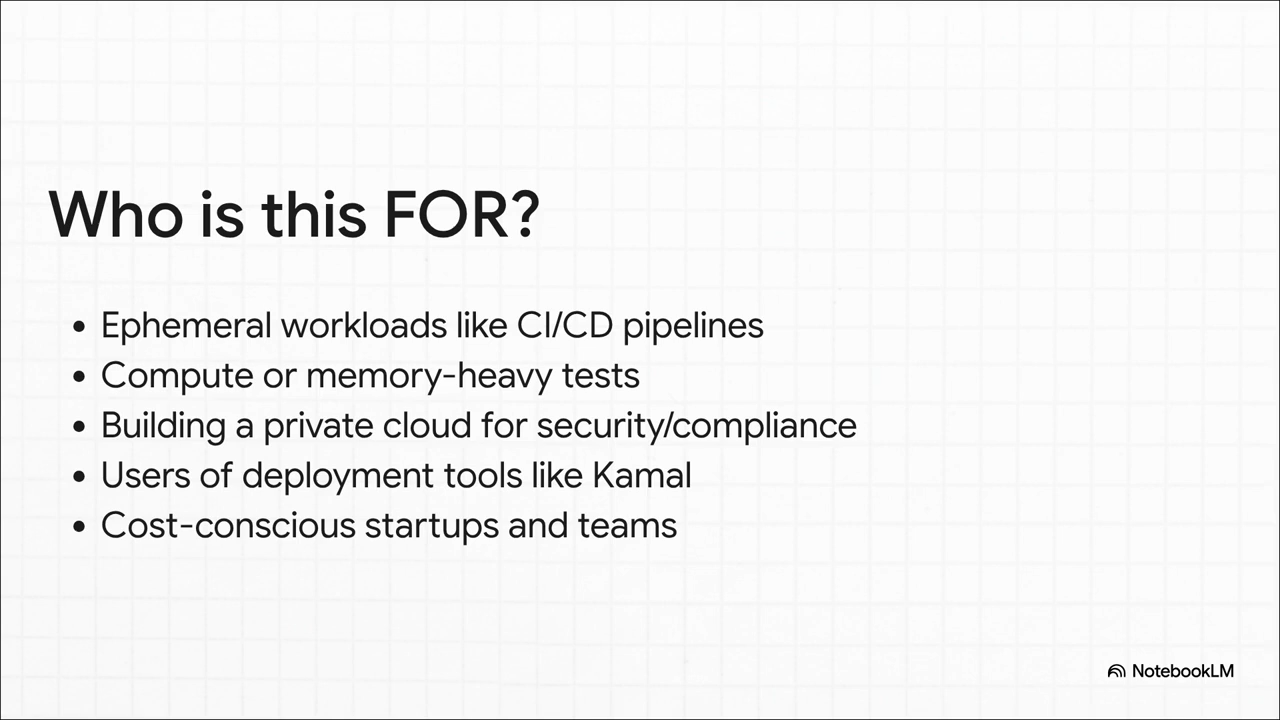 Who is this FOR?
• Ephemeral workloads like CI/CD pipelines
• Compute or memory-heavy tests
• Building a private cloud for security/compliance
• Users of deployment tools like Kamal
• Cost-conscious startups and teams
NotebookLM